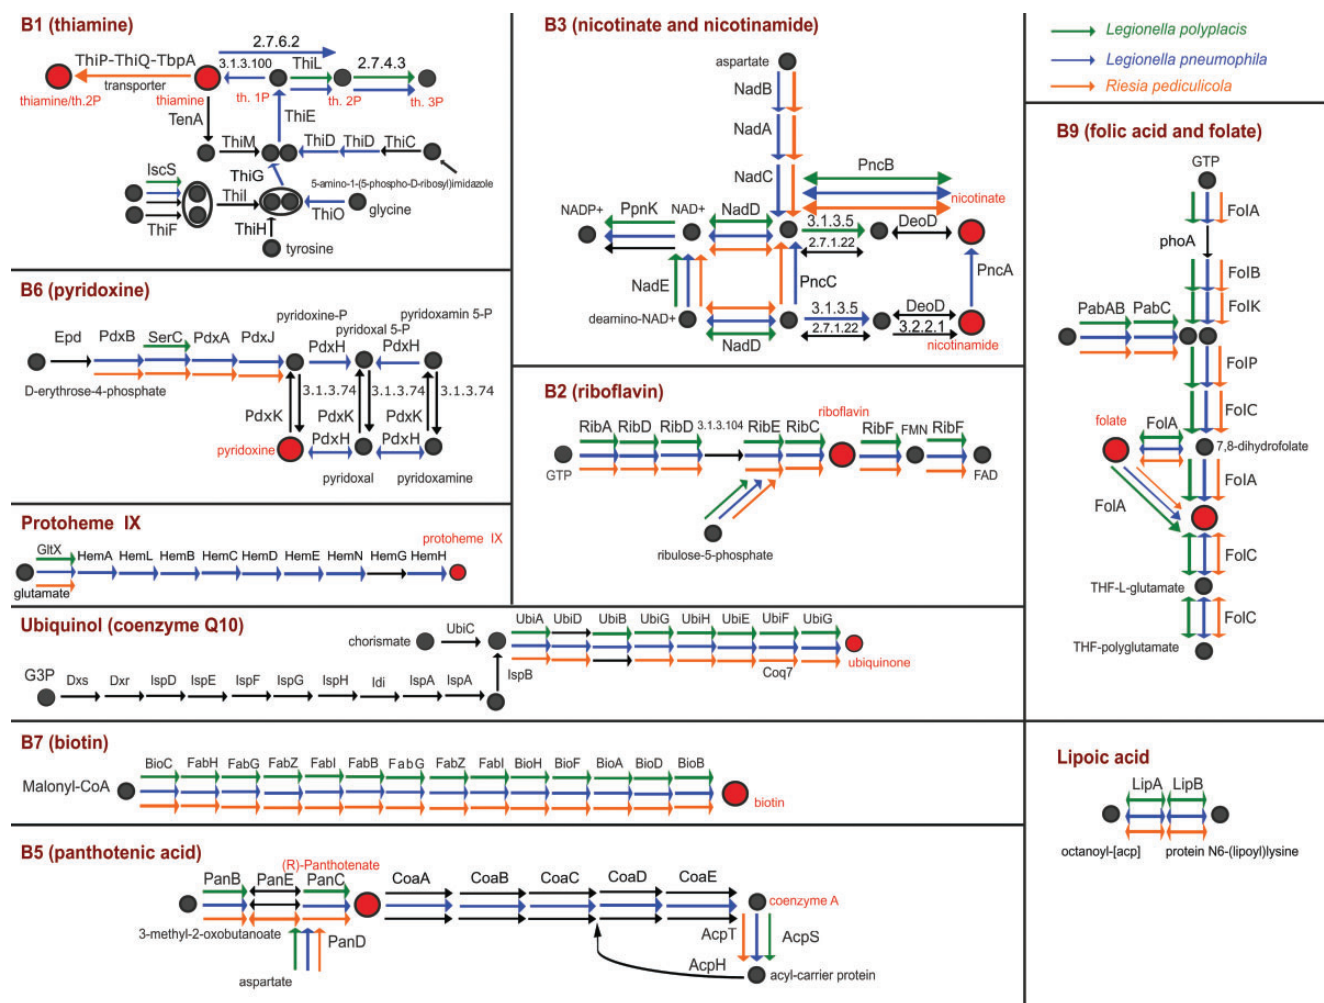 B1 (thiamine)
2.7.6.2
ThiP-ThiQ-TbpA
3.1.3.100
ThiL
2.7.4.3
transporter
thiamine/th.2P
thiamine
th. 1P
th. 2P
th. 3P
TenA
ThiE
ThiM
ThiD
ThiD
ThiC
IscS
ThiG
5-amino-1-(5-phospho-D-ribosyl)imidazole
ThiI
ThiO
glycine
ThiF
ThiH
tyrosine
B6 (pyridoxine)
pyridoxine-P
pyridoxal 5-P
pyridoxamin 5-P
Epd
PdxB
SerC
PdxA
PdxJ
PdxH
PdxH
D-erythrose-4-phosphate
3.1.3.74
3.1.3.74
3.1.3.74
PdxK
PdxK
PdxK
pyridoxine
PdxH
PdxH
pyridoxal
pyridoxamine
Protoheme IX
protoheme IX
GltX
HemA
HemL
HemB
HemC
HemD
HemE
HemN
HemG
HemH
glutamate
B3 (nicotinate and nicotinamide)
aspartate
NadB
NadA
NadC
PncB
nicotinate
NADP+
PpnK
NAD+
NadD
3.1.3.5
DeoD
2.7.1.22
NadE
PncC
PncA
deamino-NAD+
3.1.3.5
DeoD
2.7.1.22
3.2.2.1
NadD
nicotinamide
B2 (riboflavin)
riboflavin
RibA
RibD
RibD
3.1.3.104
RibE
RibC
RibF
FMN
RibF
GTP
FAD
ribulose-5-phosphate
Legionella polyplacis
Legionella pneumophila
Riesia pediculicola
B9 (folic acid and folate)
GTP
FolA
phoA
FolB
FolK
PabAB
PabC
FolP
FolC
folate
FolA
7,8-dihydrofolate
FolA
FolA
FolC
THF-L-glutamate
FolC
THF-polyglutamate
Ubiquinol (coenzyme Q10)
chorismate
UbiC
UbiA
UbiD
UbiB
UbiG
UbiH
UbiE
UbiF
UbiG
ubiquinone
Coq7
IspB
G3P
Dxs
Dxr
IspD
IspE
IspF
IspG
IspH
Idi
IspA
IspA
B7 (biotin)
BioC
FabH
FabG
FabZ
FabI
FabB
FabG
FabZ
FabI
BioH
BioF
BioA
BioD
BioB
Malonyl-CoA
biotin
Lipoic acid
LipA
LipB
octanoyl-[acp]
protein N6-(lipoyl)lysine
B5 (panthotenic acid)
(R)-Panthotenate
PanB
PanE
PanC
CoaA
CoaB
CoaC
CoaD
CoaE
coenzyme A
3-methyl-2-oxobutanoate
PanD
aspartate
AcpT
AcpS
AcpH
acyl-carrier protein